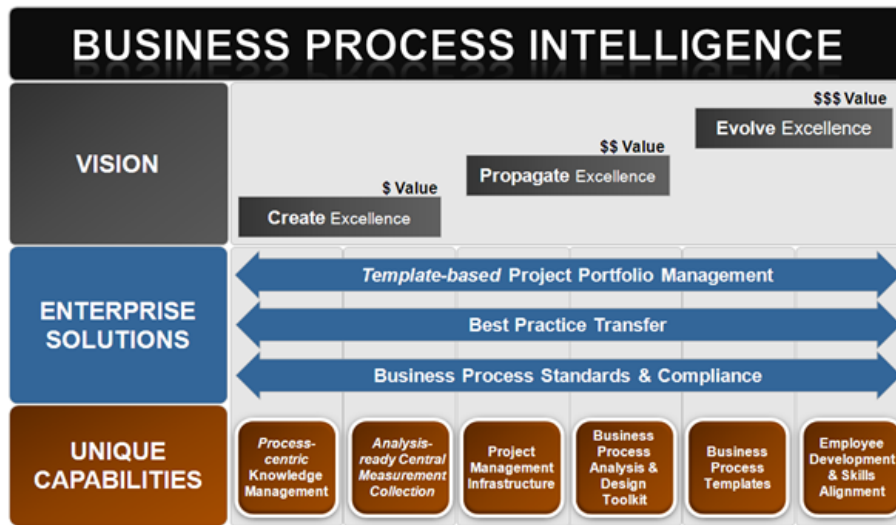 BUSINESS PROCESS INTELLIGENCE
VISION
$ Value
Create Excellence
$$ Value
Propagate Excellence
$$$ Value
Evolve Excellence
ENTERPRISE
SOLUTIONS
Template-based Project Portfolio Management
Best Practice Transfer
Business Process Standards & Compliance
UNIQUE
CAPABILITIES
Process-
centric
Knowledge
Management
Analysis-
ready Central
Measurement
Collection
Project
Management
Infrastructure
Business
Process
Analysis &
Design
Toolkit
Business
Process
Templates
Employee
Development
& Skills
Alignment